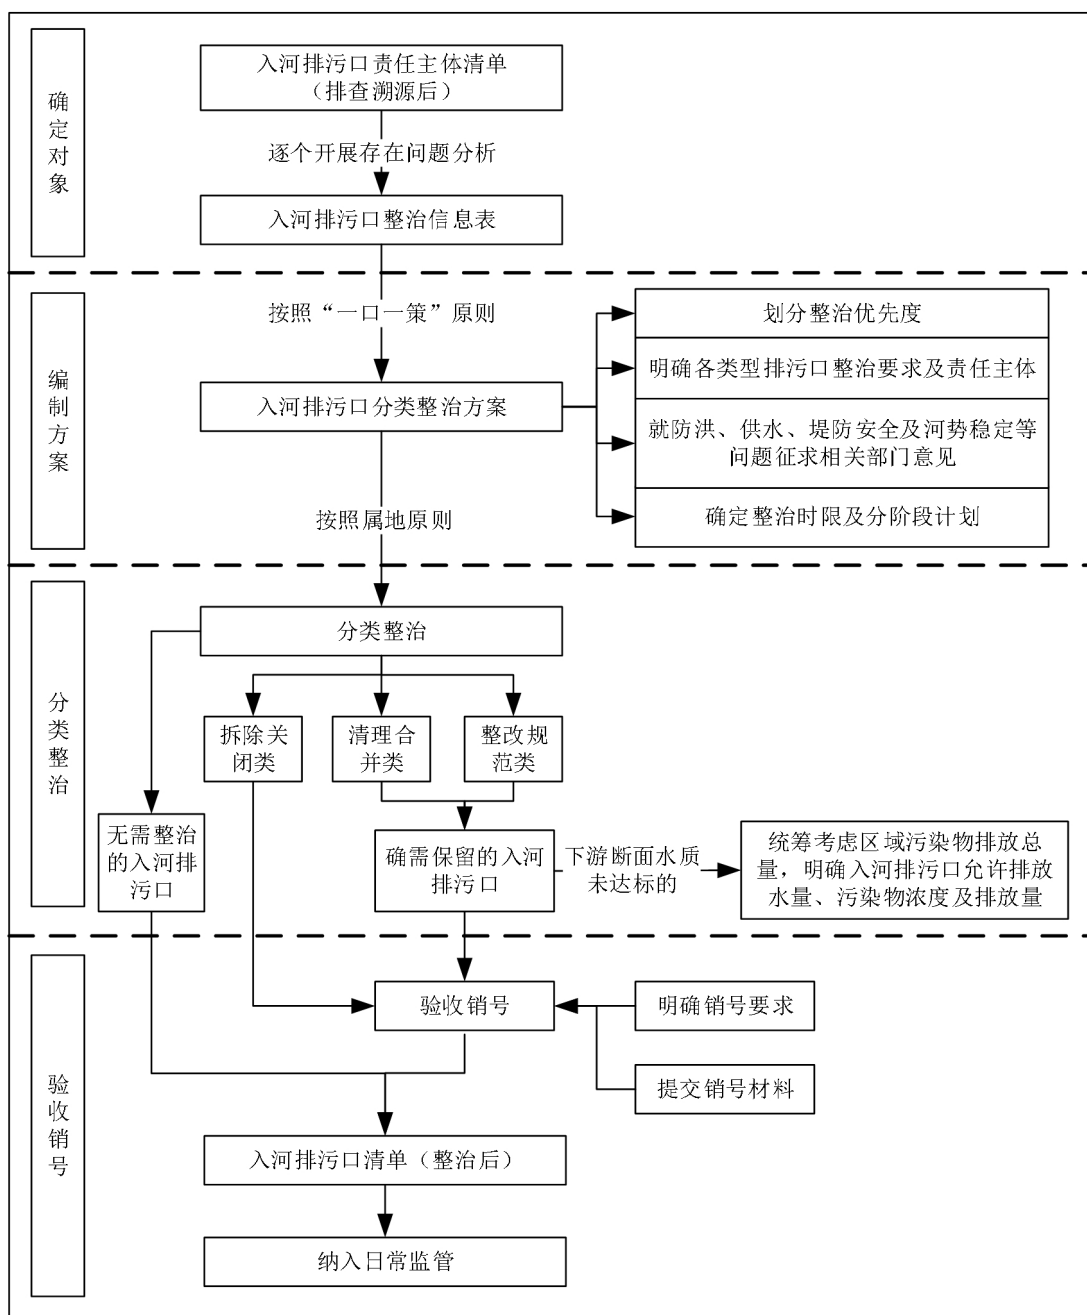 确定对象
入河排污口责任主体清单
（排查溯源后）
逐个开展存在问题分析
入河排污口整治信息表
编制方案
按照“一口一策”原则
入河排污口分类整治方案
划分整治优先度
明确各类型排污口整治要求及责任主体
就防洪、供水、堤防安全及河势稳定等
问题征求相关部门意见
确定整治时限及分阶段计划
按照属地原则
分类整治
分类整治
拆除关
闭类
清理合
并类
整改规
范类
无需整治
的入河排
污口
确需保留的入河
排污口
下游断面水质
未达标的
统筹考虑区域污染物排放总
量，明确入河排污口允许排放
水量、污染物浓度及排放量
验收销号
验收销号
明确销号要求
提交销号材料
入河排污口清单（整治后）
纳入日常监管